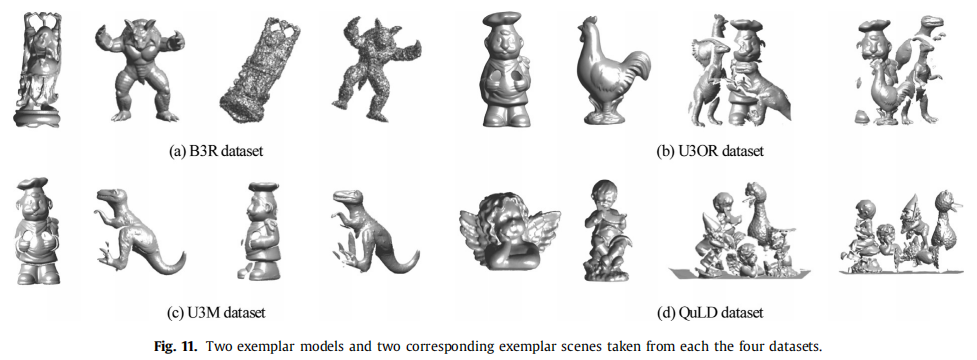 (a) B3R dataset
(b) U3OR dataset
(c) U3M dataset
(d) QuLD dataset
Fig. 11. Two exemplar models and two corresponding exemplar scenes taken from each the four datasets.